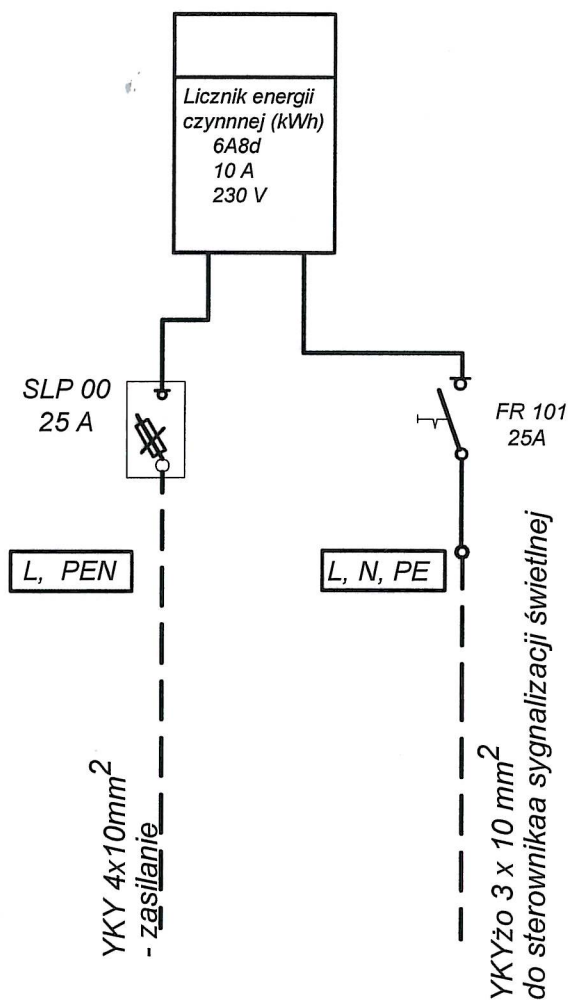 Licznik energii
czynnnej (kWh)
6A8d
10 A
230 V
SLP 00
25 A
FR 101
25A
L, PEN
L, N, PE
YKY 4x10mm²
- zasilanie
YKYżo 3 x 10 mm²
do sterownikaa sygnalizacji świetlnej